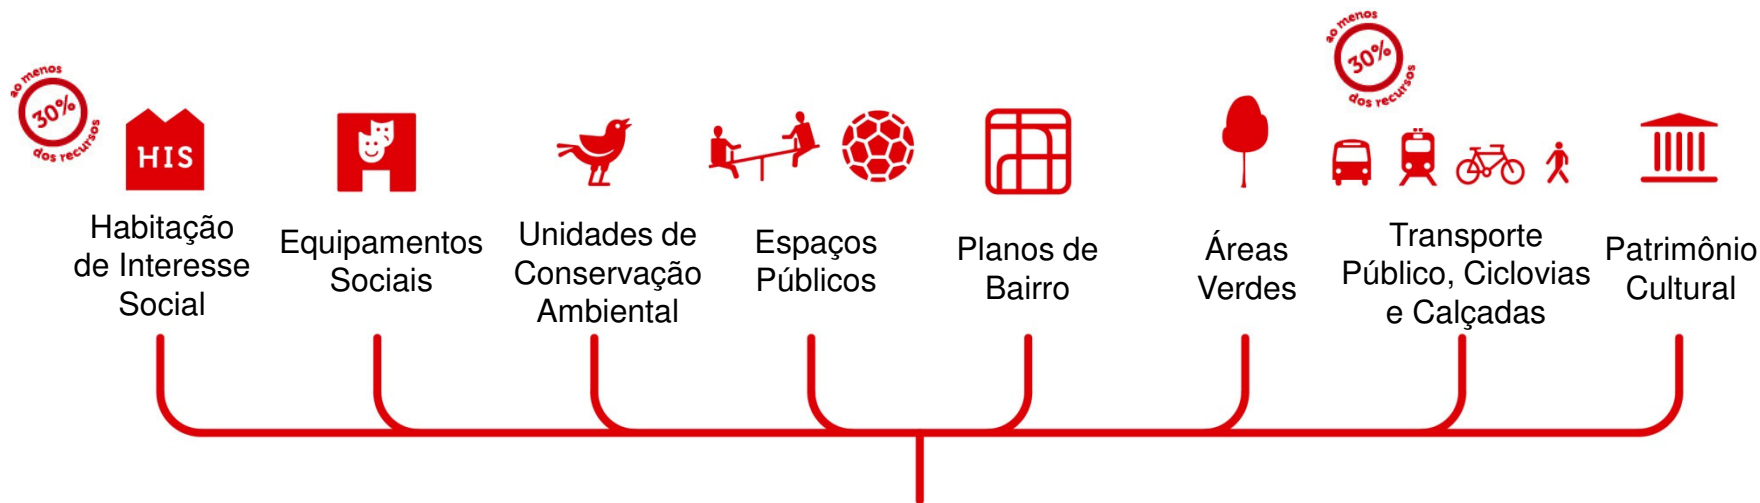 ao menos
30%
dos recursos
HIS
Habitação
de Interesse
Social
Equipamentos
Sociais
Unidades de
Conservação
Ambiental
Espaços
Públicos
Planos de
Bairro
Áreas
Verdes
ao menos
30%
dos recursos
Transporte
Público, Ciclovias
e Calçadas
Patrimônio
Cultural